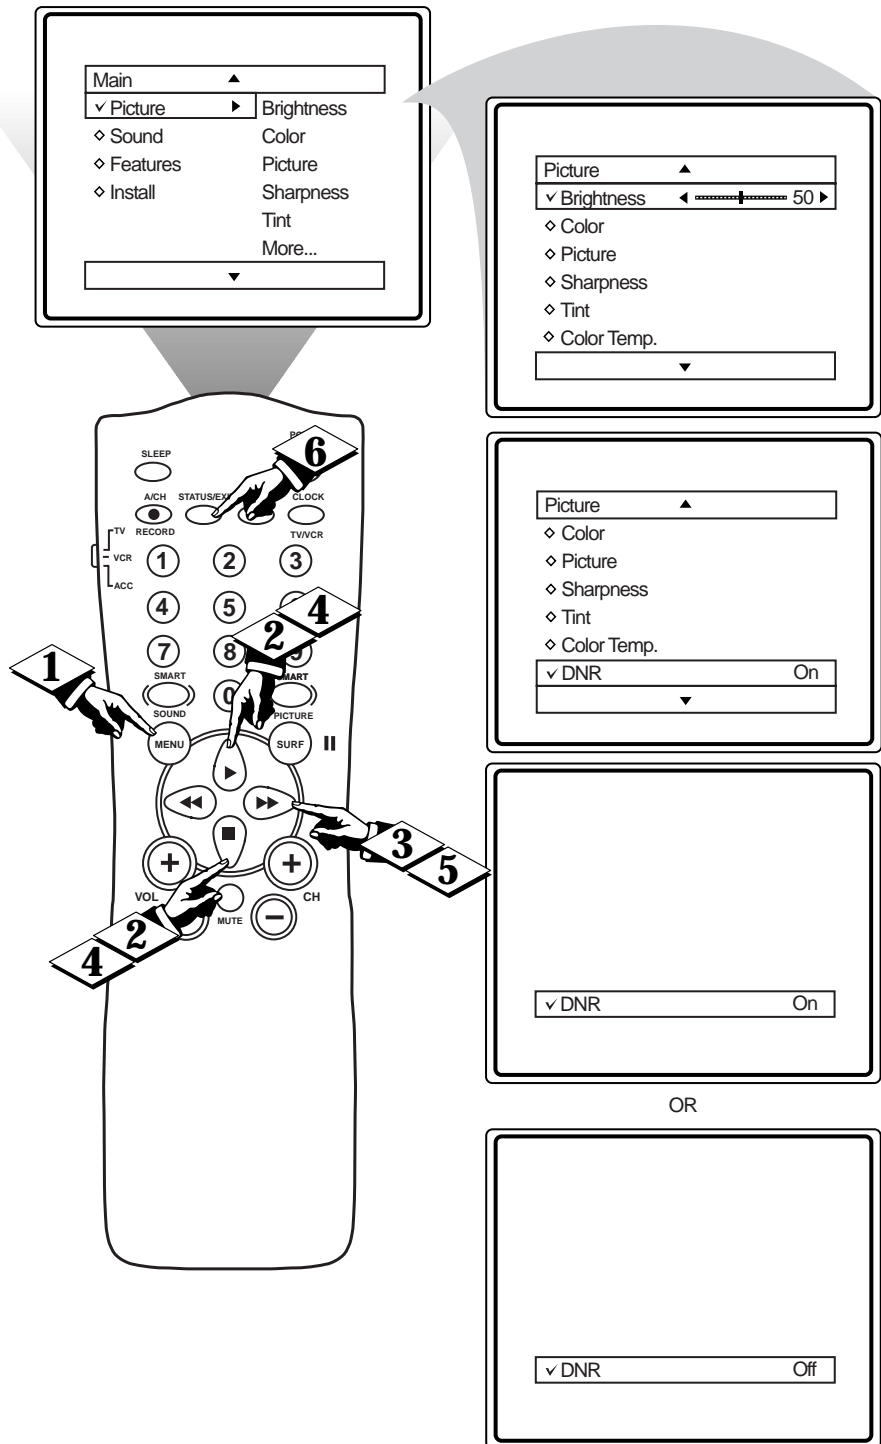 Main
Picture Brightness
Sound Color
Features Picture
Install Sharpness
Tint
More...
Picture
Brightness 50
Color
Picture
Sharpness
Tint
Color Temp.
Picture
Color
Picture
Sharpness
Tint
Color Temp.
DNR On
DNR On
OR
DNR Off
6
SLEEP
A/CH CLOCK
RECORD TV/VCR
TV
VCR
ACC
1 2 3
4 5
7 8 9
0
SMART
SOUND PICTURE
MENU SURF
VOL CH
MUTE
1
2 4
3 5
4 2